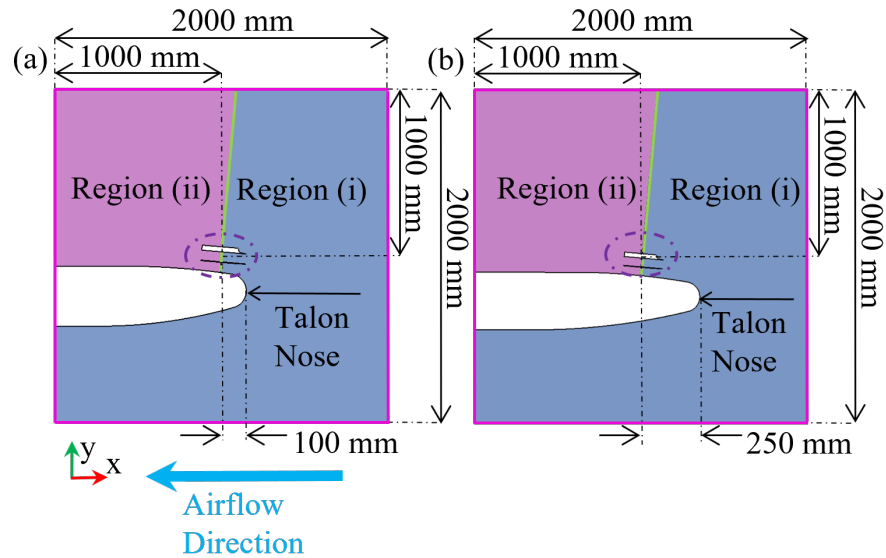 2000 mm
(a)
1000 mm
1000 mm
2000 mm
Region (ii)
Region (i)
Talon
Nose
100 mm
y
x
Airflow
Direction
2000 mm
(b)
1000 mm
1000 mm
2000 mm
Region (ii)
Region (i)
Talon
Nose
250 mm